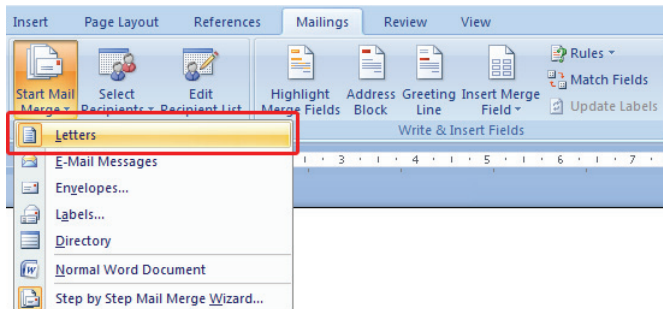 Insert Page Layout References Mailings Review View
Start Mail Merge Select Recipients Edit Recipient List Highlight Merge Fields Address Block Greeting Line Insert Merge Field
Rules
Match Fields
Update Labels
Write & Insert Fields
Letters
E-Mail Messages
Envelopes...
Labels...
Directory
Normal Word Document
Step by Step Mail Merge Wizard...
3 4 5 6 7